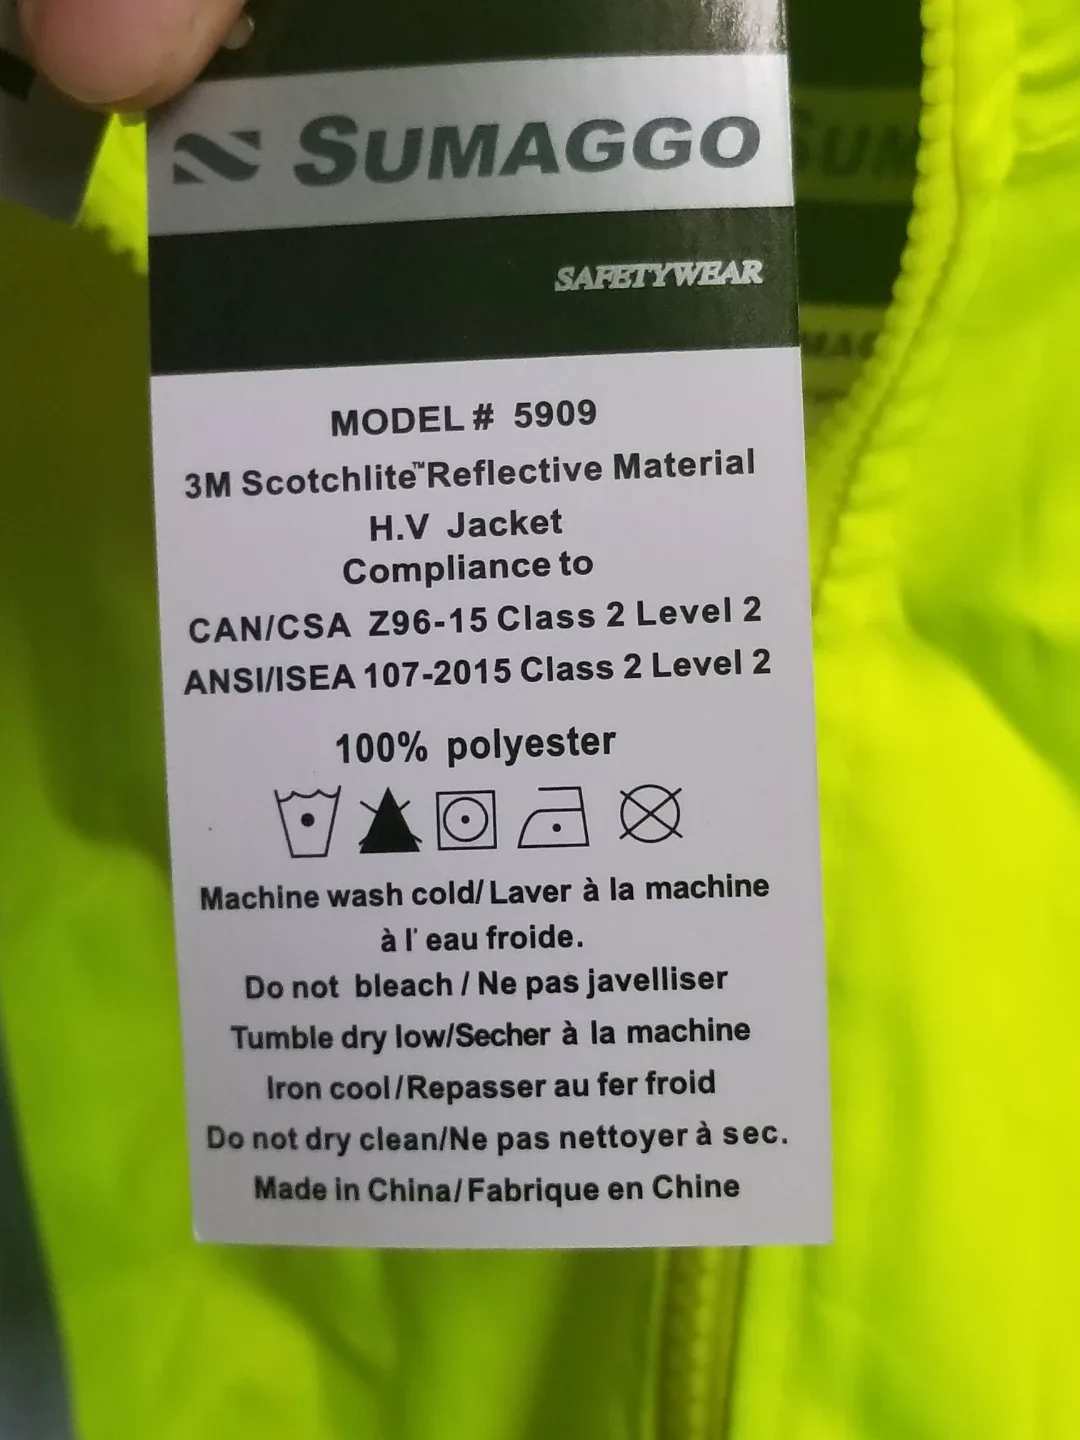 SUMAGGO
SAFETYWEAR
MODEL# 5909
3M Scotchlite™Reflective Material
H.V Jacket
Compliance to
CAN/CSA Z96-15 Class 2 Level 2
ANSI/ISEA 107-2015 Class 2 Level 2
100% polyester
Machine wash cold/ Laver à la machine
à l' eau froide.
Do not bleach / Ne pas javelliser
Tumble dry low/Secher à la machine
Iron cool/Repasser au fer froid
Do not dry clean/Ne pas nettoyer à sec.
Made in China/ Fabrique en Chine